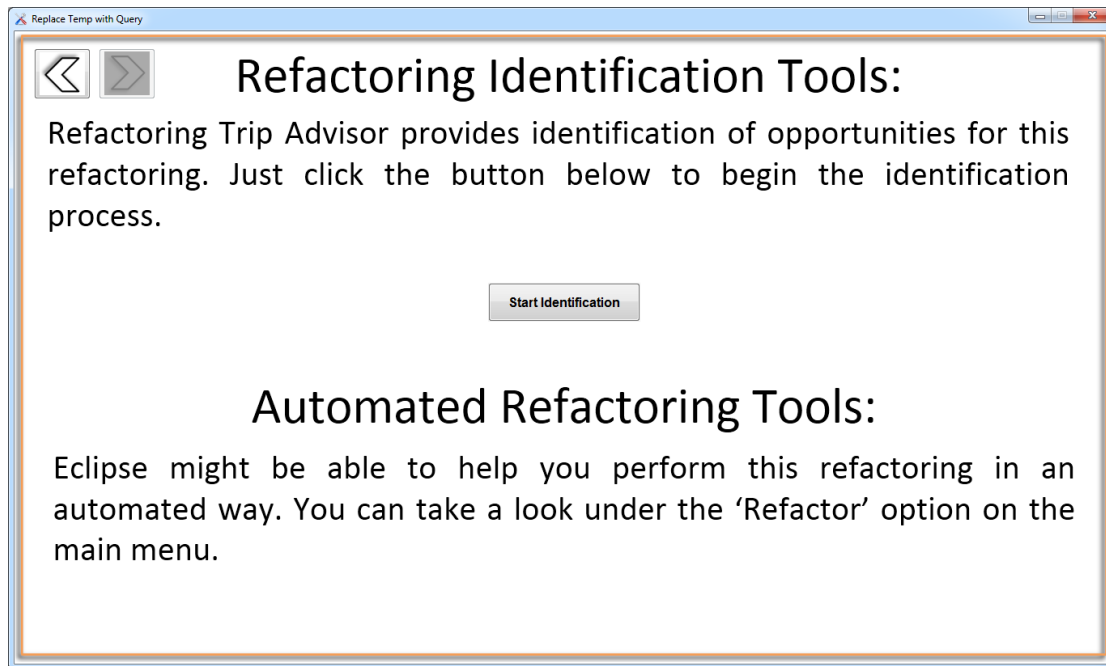 Replace Temp with Query
Refactoring Identification Tools:
Refactoring Trip Advisor provides identification of opportunities for this
refactoring. Just click the button below to begin the identification
process.
Start Identification
Automated Refactoring Tools:
Eclipse might be able to help you perform this refactoring in an
automated way. You can take a look under the ‘Refactor’ option on the
main menu.